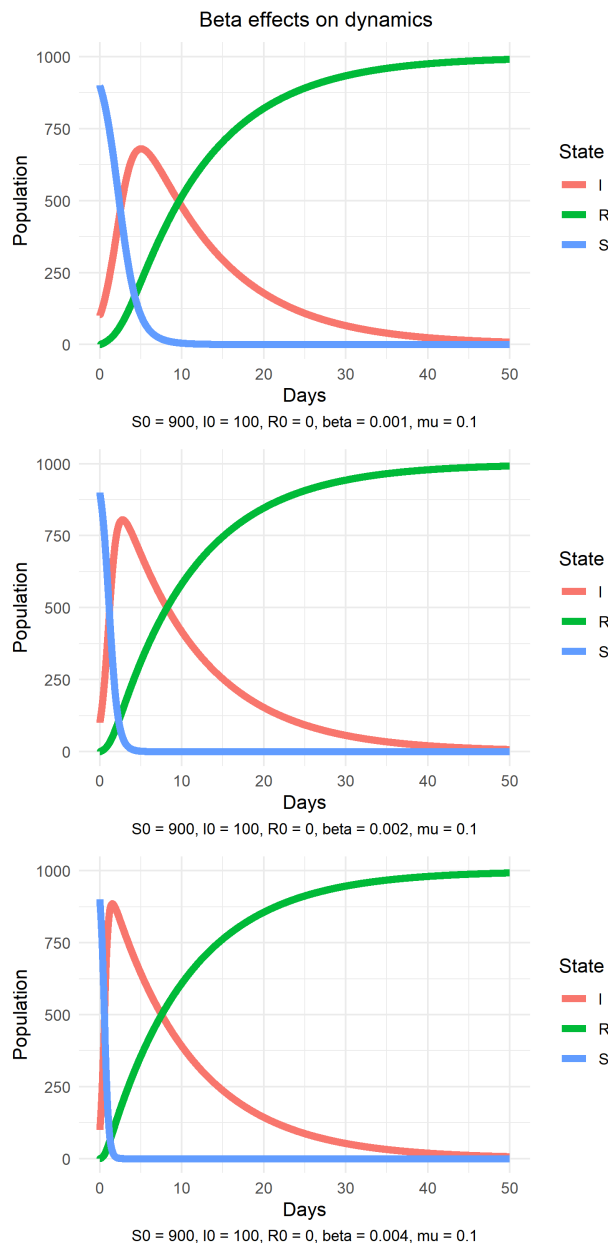 Beta effects on dynamics
1000
750
500
250
0
Population
0 10 20 30 40 50
Days
State
I
R
S
S0 = 900, I0 = 100, R0 = 0, beta = 0.001, mu = 0.1
1000
750
500
250
0
Population
0 10 20 30 40 50
Days
State
I
R
S
S0 = 900, I0 = 100, R0 = 0, beta = 0.002, mu = 0.1
1000
750
500
250
0
Population
0 10 20 30 40 50
Days
State
I
R
S
S0 = 900, I0 = 100, R0 = 0, beta = 0.004, mu = 0.1